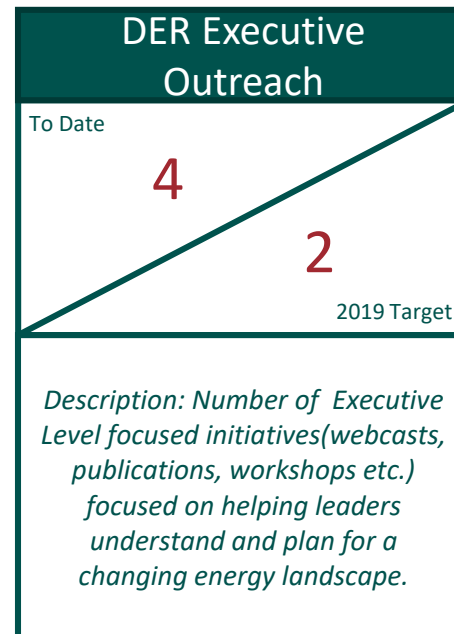 DER Executive
Outreach
To Date
4
2
2019 Target
Description: Number of  Executive
Level focused initiatives(webcasts,
publications, workshops etc.)
focused on helping leaders
understand and plan for a
changing energy landscape.